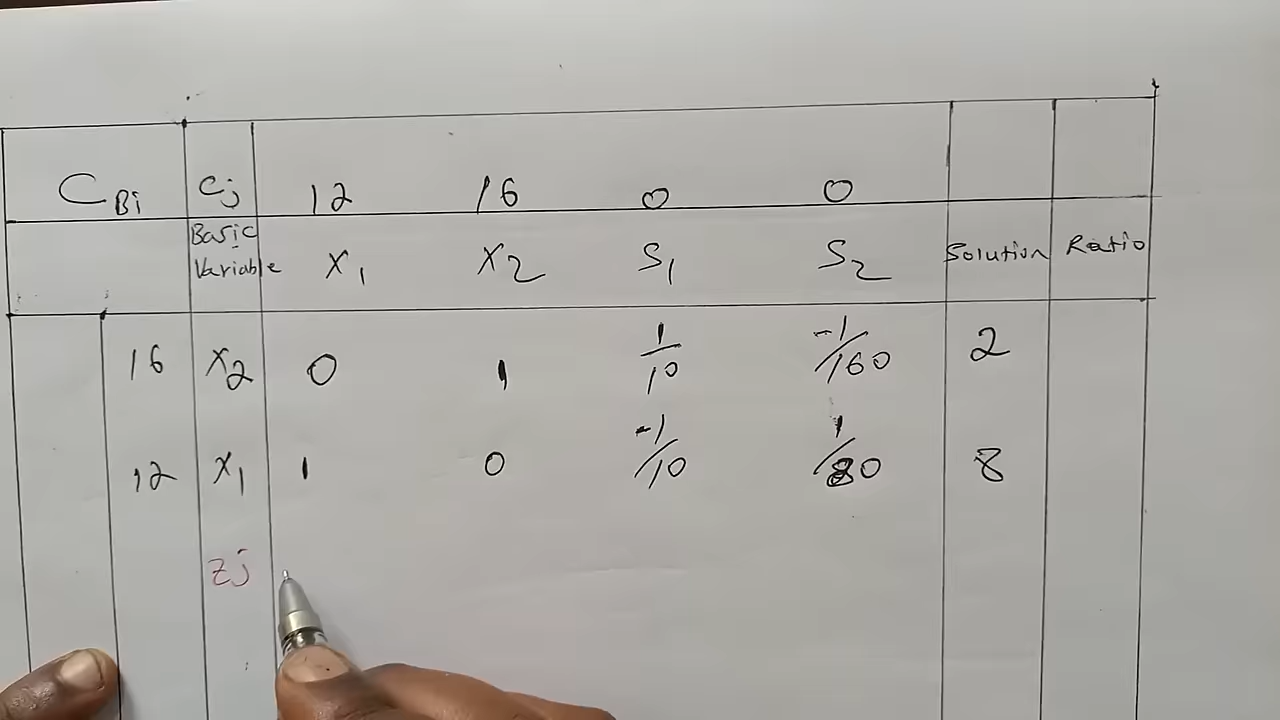 CBi Cj 12 16 0 0
Basic Variable X1 X2 S1 S2 Solution Ratio
16 X2 0 1 1/10 -1/160 2
12 X1 1 0 -1/10 1/80 8
Zj